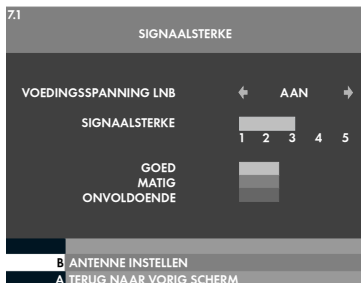 7.1
SIGNAALSTERKE
VOEDINGSSPANNING LNB AAN
SIGNAALSTERKE
1 2 3 4 5
GOED
MATIG
ONVOLDOENDE
B ANTENNE INSTELLEN
A TERUG NAAR VORIG SCHERM